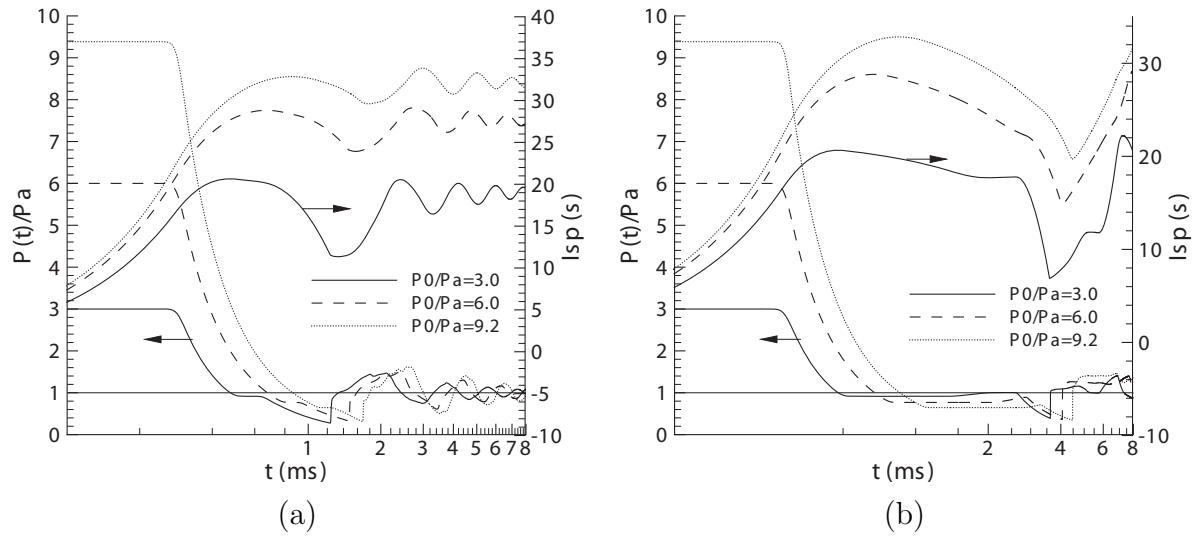 10
9
8
7
6
5
4
3
2
1
0
P(t)/Pa
40
35
30
25
20
15
10
5
0
-5
-10
Isp (s)
P0/Pa=3.0
P0/Pa=6.0
P0/Pa=9.2
1 2 3 4 5 6 7 8
t (ms)
(a)
10
9
8
7
6
5
4
3
2
1
0
P(t)/Pa
30
20
10
0
-10
Isp (s)
P0/Pa=3.0
P0/Pa=6.0
P0/Pa=9.2
2 4 6 8
t (ms)
(b)